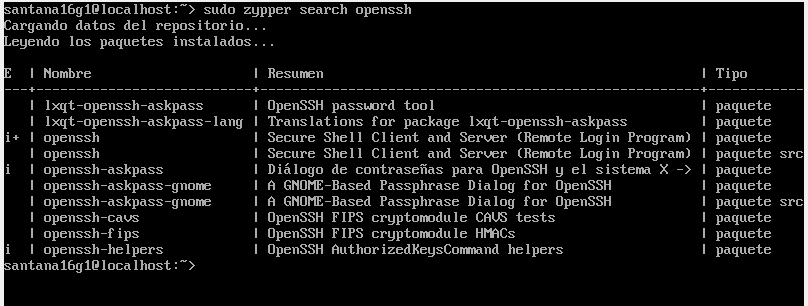 santana16g1@localhost:~> sudo zypper search openssh
Cargando datos del repositorio...
Leyendo los paquetes instalados...
E | Nombre | Resumen | Tipo
---+-----------------------------+---------------------------------------------------------+------------
| lxqt-openssh-askpass | OpenSSH password tool | paquete
| lxqt-openssh-askpass-lang | Translations for package lxqt-openssh-askpass | paquete
i+ | openssh | Secure Shell Client and Server (Remote Login Program) | paquete
| openssh | Secure Shell Client and Server (Remote Login Program) | paquete src
i | openssh-askpass | Diálogo de contraseñas para OpenSSH y el sistema X -> | paquete
| openssh-askpass-gnome | A GNOME-Based Passphrase Dialog for OpenSSH | paquete
| openssh-askpass-gnome | A GNOME-Based Passphrase Dialog for OpenSSH | paquete src
| openssh-cavs | OpenSSH FIPS cryptomodule CAVS tests | paquete
| openssh-fips | OpenSSH FIPS cryptomodule HMACs | paquete
i | openssh-helpers | OpenSSH AuthorizedKeysCommand helpers | paquete
santana16g1@localhost:~>